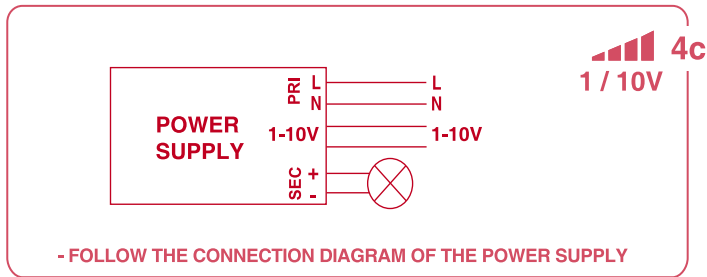 4c
1 / 10V
PRI L L
N N
POWER
SUPPLY
1-10V 1-10V
SEC +
-
- FOLLOW THE CONNECTION DIAGRAM OF THE POWER SUPPLY